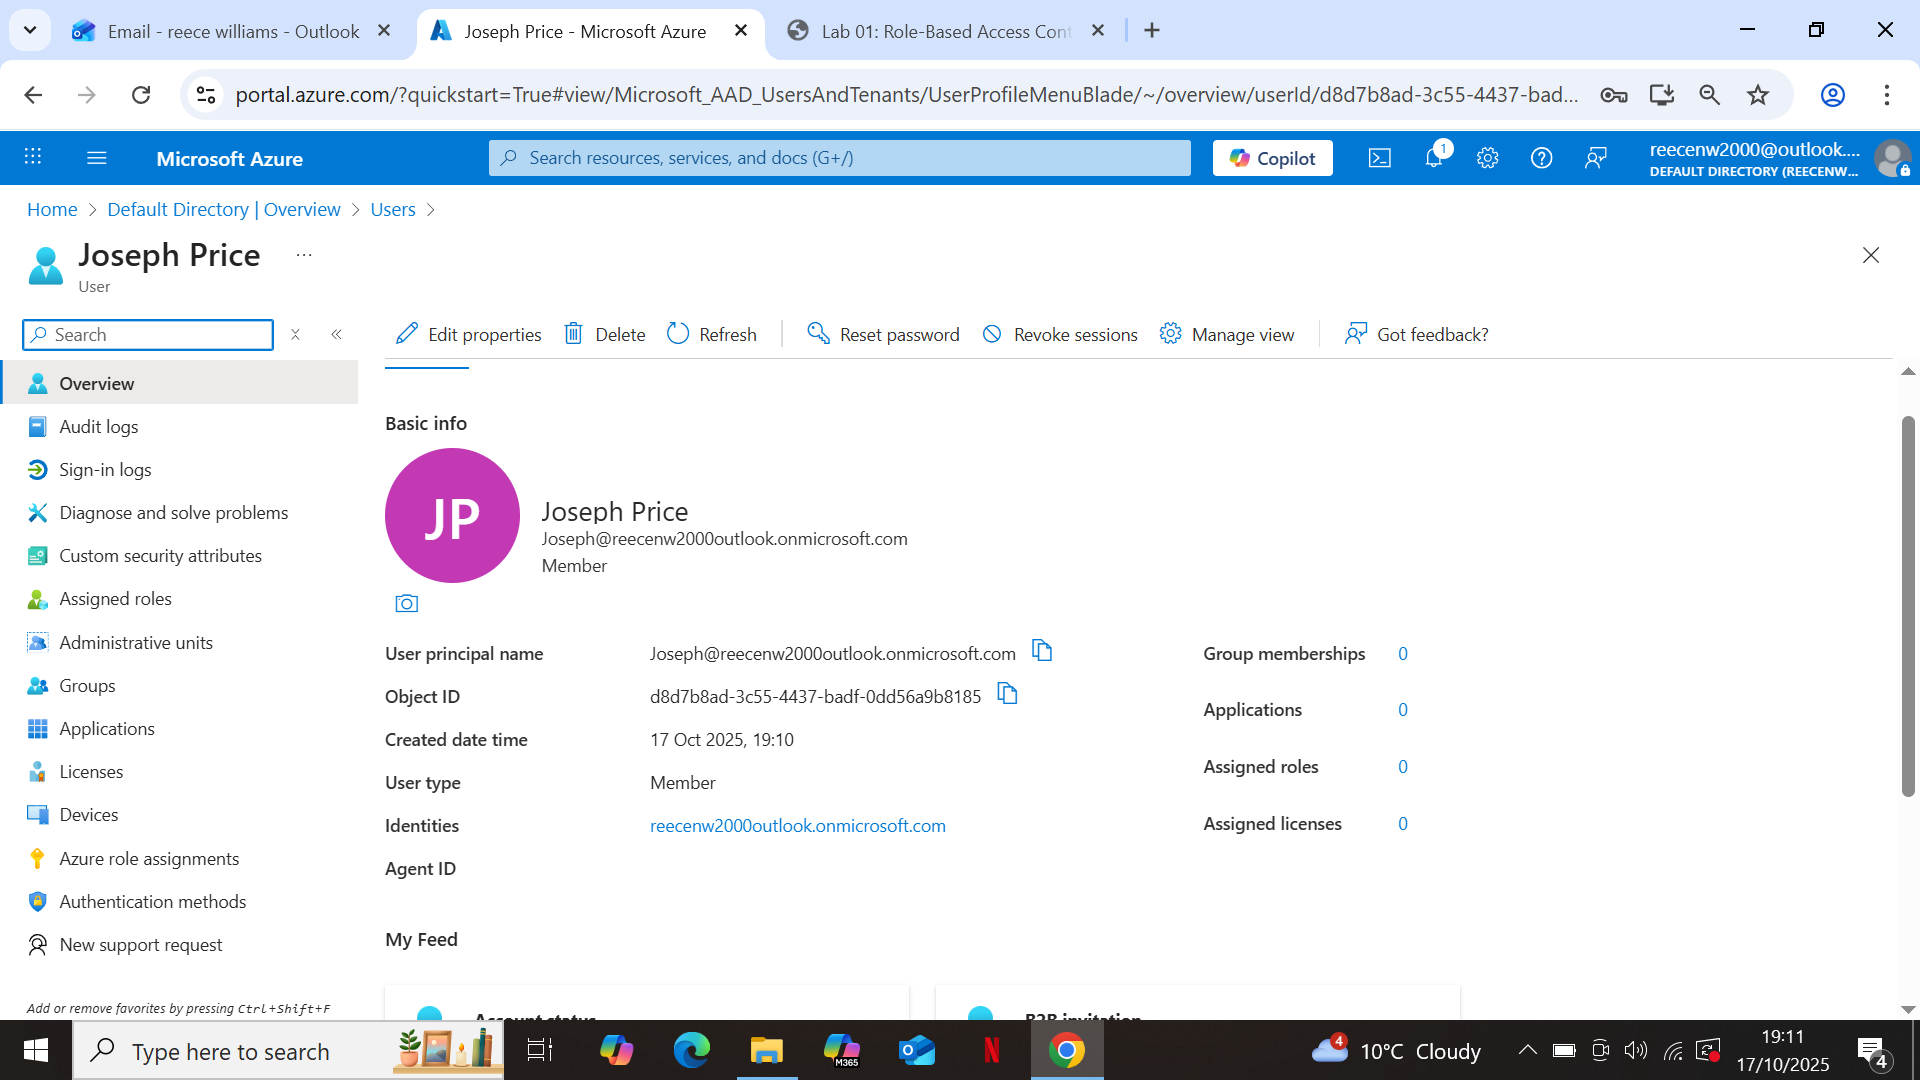 Email - reece williams - Outlook
Joseph Price - Microsoft Azure
Lab 01: Role-Based Access Cont
portal.azure.com/?quickstart=True#view/Microsoft_AAD_UsersAndTenants/UserProfileMenuBlade/~/overview/userId/d8d7b8ad-3c55-4437-bad...
Microsoft Azure
Search resources, services, and docs (G+/)
Copilot
1
reecenw2000@outlook....
DEFAULT DIRECTORY (REECENW...
Home > Default Directory | Overview > Users >
Joseph Price ...
User
Search
Edit properties
Delete
Refresh
Reset password
Revoke sessions
Manage view
Got feedback?
Overview
Audit logs
Sign-in logs
Diagnose and solve problems
Custom security attributes
Assigned roles
Administrative units
Groups
Applications
Licenses
Devices
Azure role assignments
Authentication methods
New support request
Add or remove favorites by pressing Ctrl+Shift+F
Basic info
JP
Joseph Price
Joseph@reecenw2000outlook.onmicrosoft.com
Member
User principal name Joseph@reecenw2000outlook.onmicrosoft.com
Object ID d8d7b8ad-3c55-4437-badf-0dd56a9b8185
Created date time 17 Oct 2025, 19:10
User type Member
Identities reecenw2000outlook.onmicrosoft.com
Agent ID
Group memberships 0
Applications 0
Assigned roles 0
Assigned licenses 0
My Feed
Account status
B2B invitation
Type here to search
M365
N
4
10°C Cloudy
19:11
17/10/2025
4